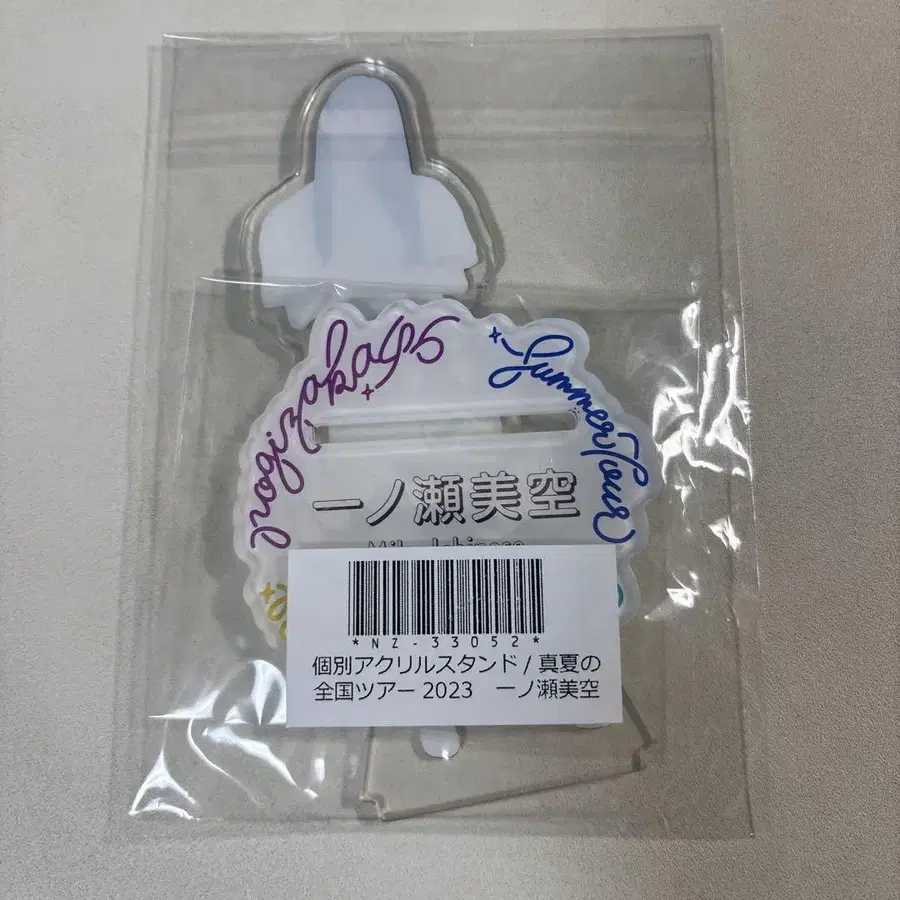 Nogizaka46
Summer Tour
一ノ瀬美空
*NZ-33052*
個別アクリルスタンド / 真夏の
全国ツアー 2023 一ノ瀬美空